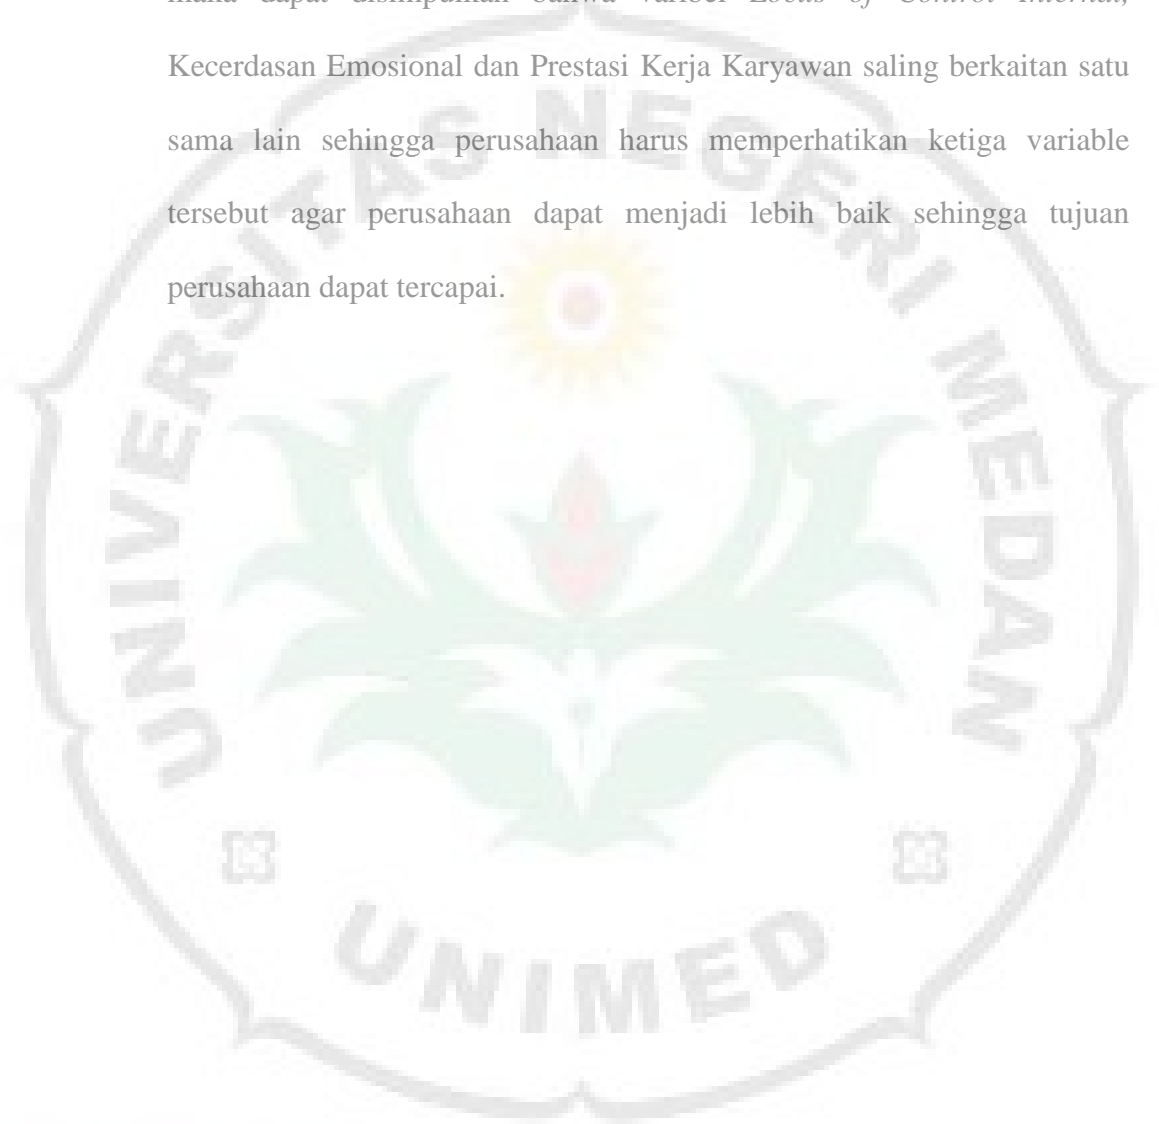 maka dapat disimpulkan bahwa varibel Locus of Control Internal,
Kecerdasan Emosional dan Prestasi Kerja Karyawan saling berkaitan satu
sama lain sehingga perusahaan harus memperhatikan ketiga variable
tersebut agar perusahaan dapat menjadi lebih baik sehingga tujuan
perusahaan dapat tercapai.
UNIVERSITAS NEGERI MEDAN
UNIMED